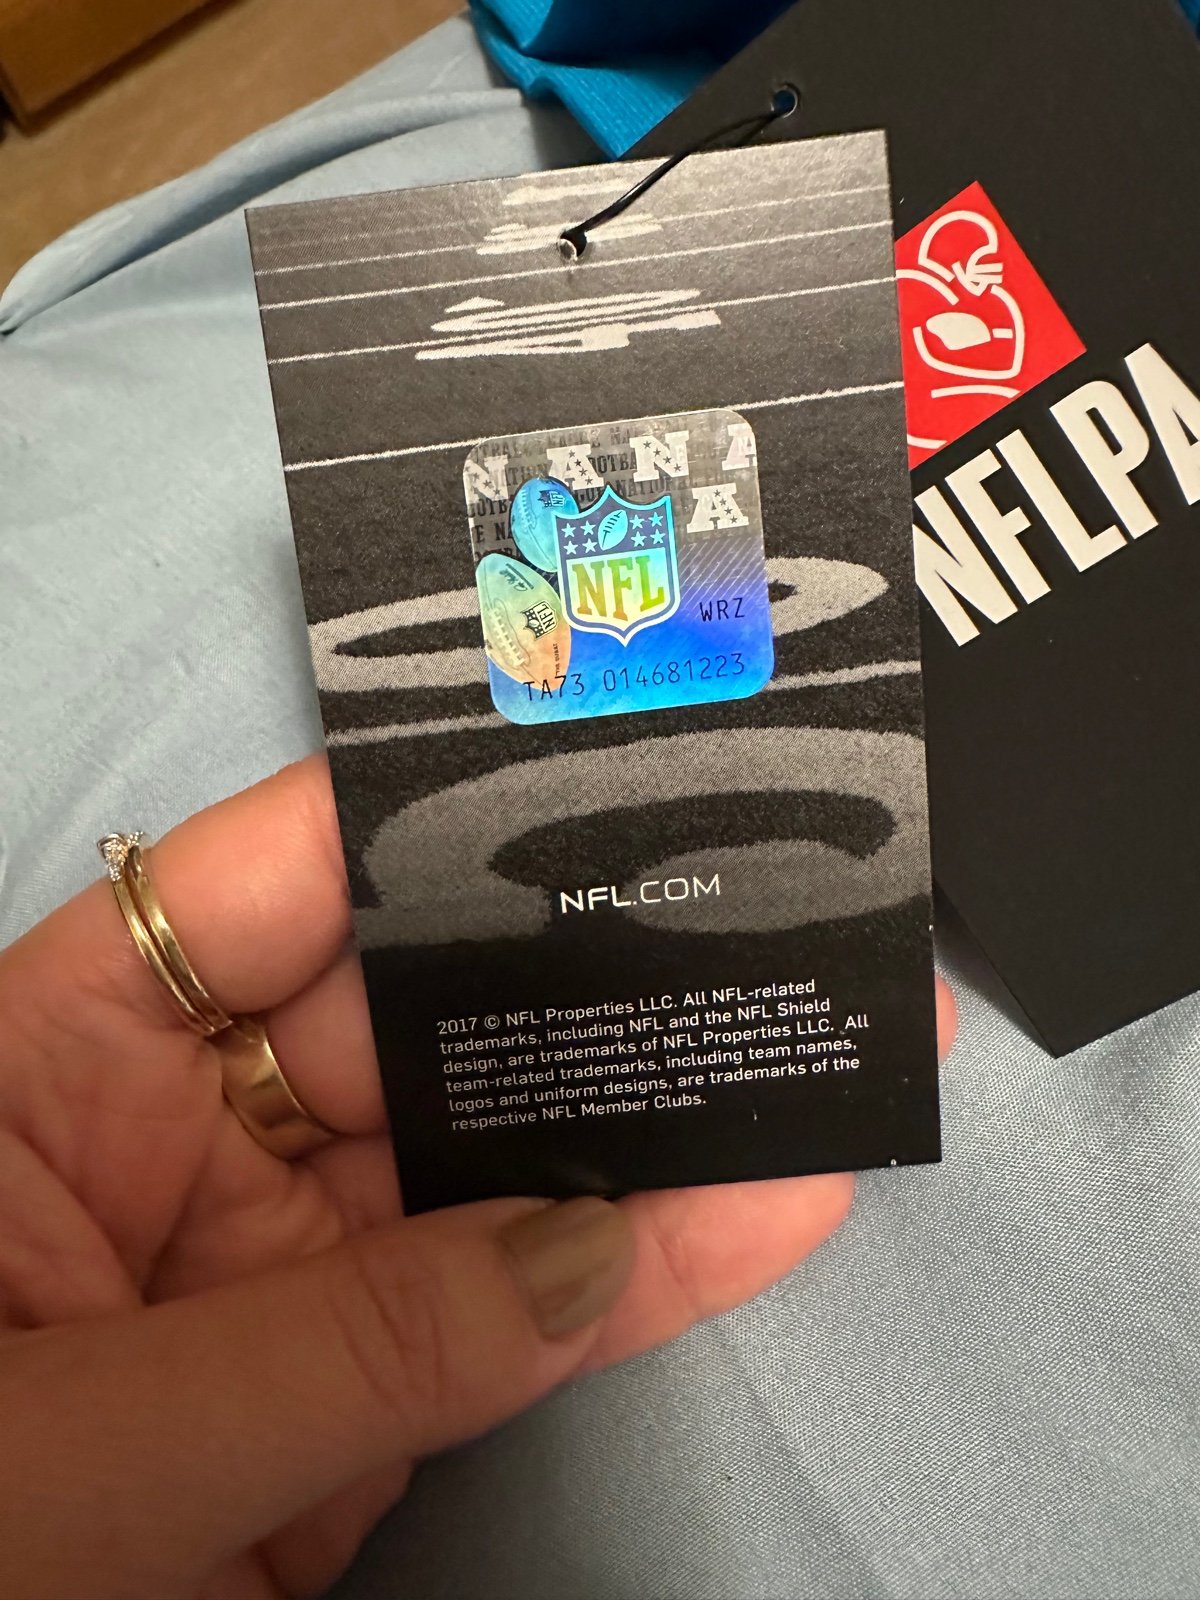 N A N A
A
NFL
WRZ
TA73 014681223
NFLPA
NFL.COM
2017 © NFL Properties LLC. All NFL-related
trademarks, including NFL and the NFL Shield
design, are trademarks of NFL Properties LLC. All
team-related trademarks, including team names,
logos and uniform designs, are trademarks of the
respective NFL Member Clubs.